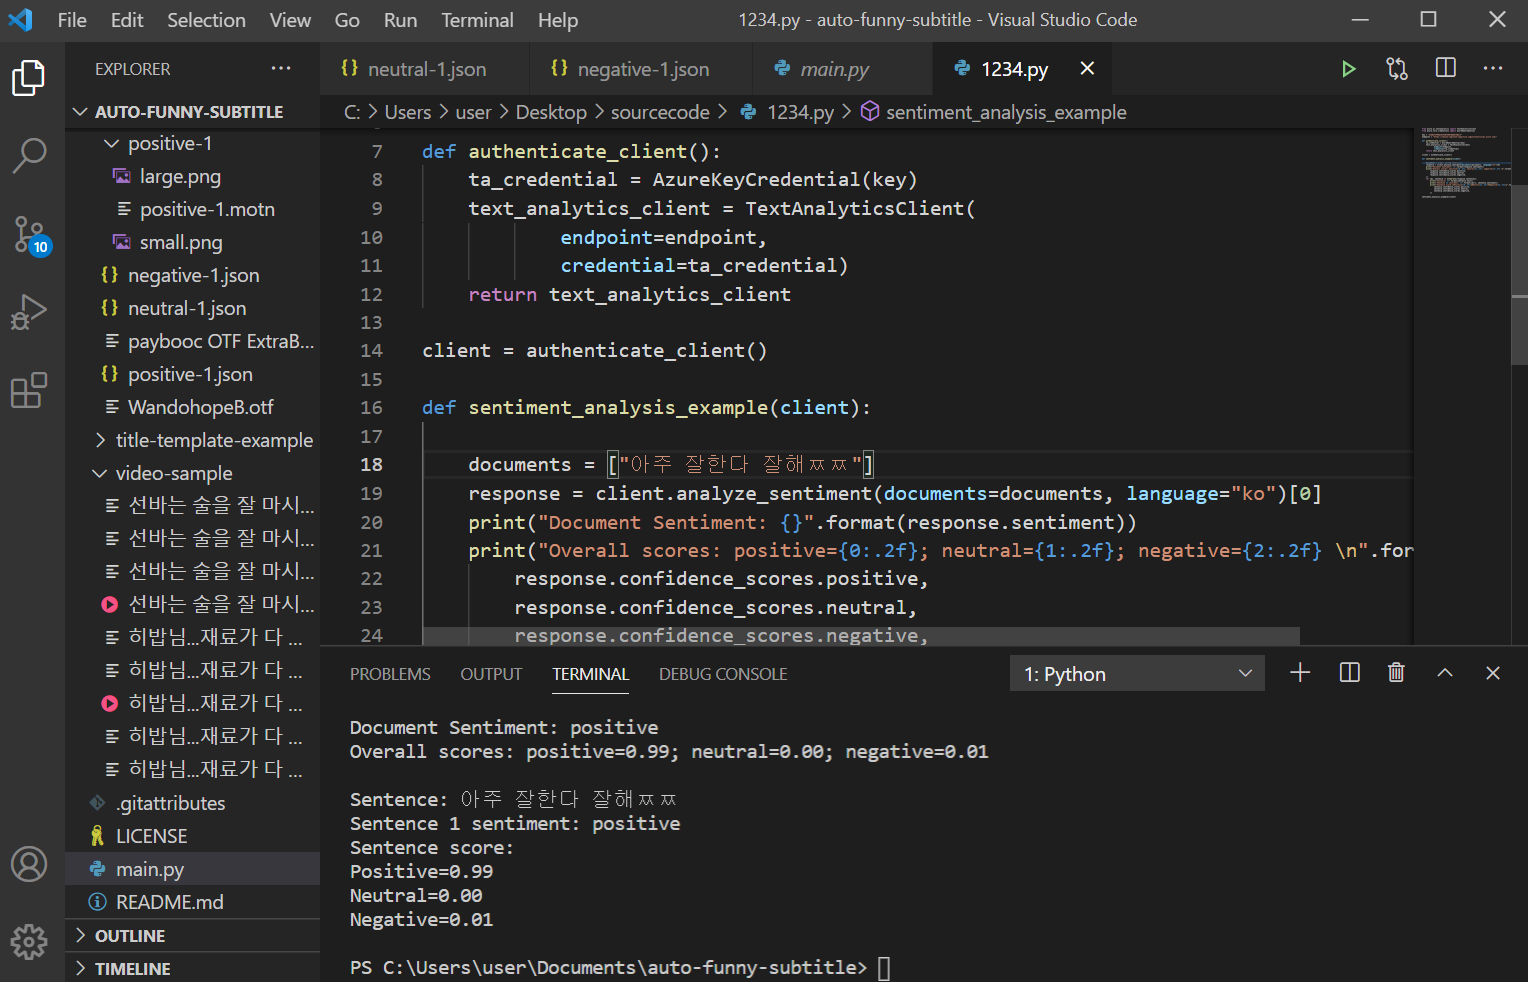 File Edit Selection View Go Run Terminal Help 1234.py - auto-funny-subtitle - Visual Studio Code
EXPLORER
neutral-1.json negative-1.json main.py 1234.py
AUTO-FUNNY-SUBTITLE
C: > Users > user > Desktop > sourcecode > 1234.py > sentiment_analysis_example
positive-1
large.png
positive-1.motn
small.png
10
negative-1.json
neutral-1.json
paybooc OTF ExtraB...
positive-1.json
WandohopeB.otf
title-template-example
video-sample
선바는 술을 잘 마시...
선바는 술을 잘 마시...
선바는 술을 잘 마시...
선바는 술을 잘 마시...
히밥님...재료가 다 ...
히밥님...재료가 다 ...
히밥님...재료가 다 ...
히밥님...재료가 다 ...
히밥님...재료가 다 ...
.gitattributes
LICENSE
main.py
README.md
OUTLINE
TIMELINE
7 def authenticate_client():
8 ta_credential = AzureKeyCredential(key)
9 text_analytics_client = TextAnalyticsClient(
10 endpoint=endpoint,
11 credential=ta_credential)
12 return text_analytics_client
13
14 client = authenticate_client()
15
16 def sentiment_analysis_example(client):
17
18 documents = ["아주 잘한다 잘해ㅉㅉ"]
19 response = client.analyze_sentiment(documents=documents, language="ko")[0]
20 print("Document Sentiment: {}".format(response.sentiment))
21 print("Overall scores: positive={0:.2f}; neutral={1:.2f}; negative={2:.2f} \n".for
22 response.confidence_scores.positive,
23 response.confidence_scores.neutral,
24 response.confidence_scores.negative,
PROBLEMS OUTPUT TERMINAL DEBUG CONSOLE 1: Python
Document Sentiment: positive
Overall scores: positive=0.99; neutral=0.00; negative=0.01
Sentence: 아주 잘한다 잘해ㅉㅉ
Sentence 1 sentiment: positive
Sentence score:
Positive=0.99
Neutral=0.00
Negative=0.01
PS C:\Users\user\Documents\auto-funny-subtitle>